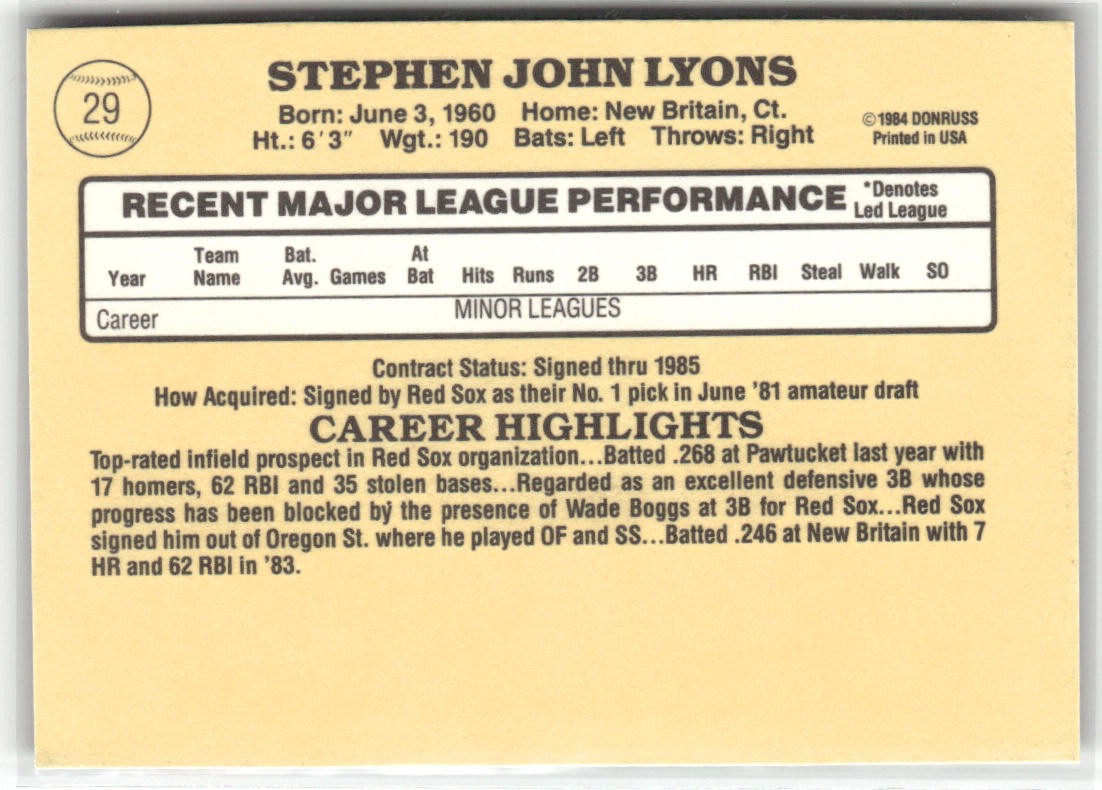 29
STEPHEN JOHN LYONS
Born: June 3, 1960 Home: New Britain, Ct.
Ht.: 6'3" Wgt.: 190 Bats: Left Throws: Right
©1984 DONRUSS
Printed in USA
RECENT MAJOR LEAGUE PERFORMANCE
*Denotes
Led League
Year Team Name Bat. Avg. Games At Bat Hits Runs 2B 3B HR RBI Steal Walk SO
MINOR LEAGUES
Career
Contract Status: Signed thru 1985
How Acquired: Signed by Red Sox as their No. 1 pick in June '81 amateur draft
CAREER HIGHLIGHTS
Top-rated infield prospect in Red Sox organization...Batted .268 at Pawtucket last year with
17 homers, 62 RBI and 35 stolen bases...Regarded as an excellent defensive 3B whose
progress has been blocked by the presence of Wade Boggs at 3B for Red Sox...Red Sox
signed him out of Oregon St. where he played OF and SS...Batted .246 at New Britain with 7
HR and 62 RBI in '83.